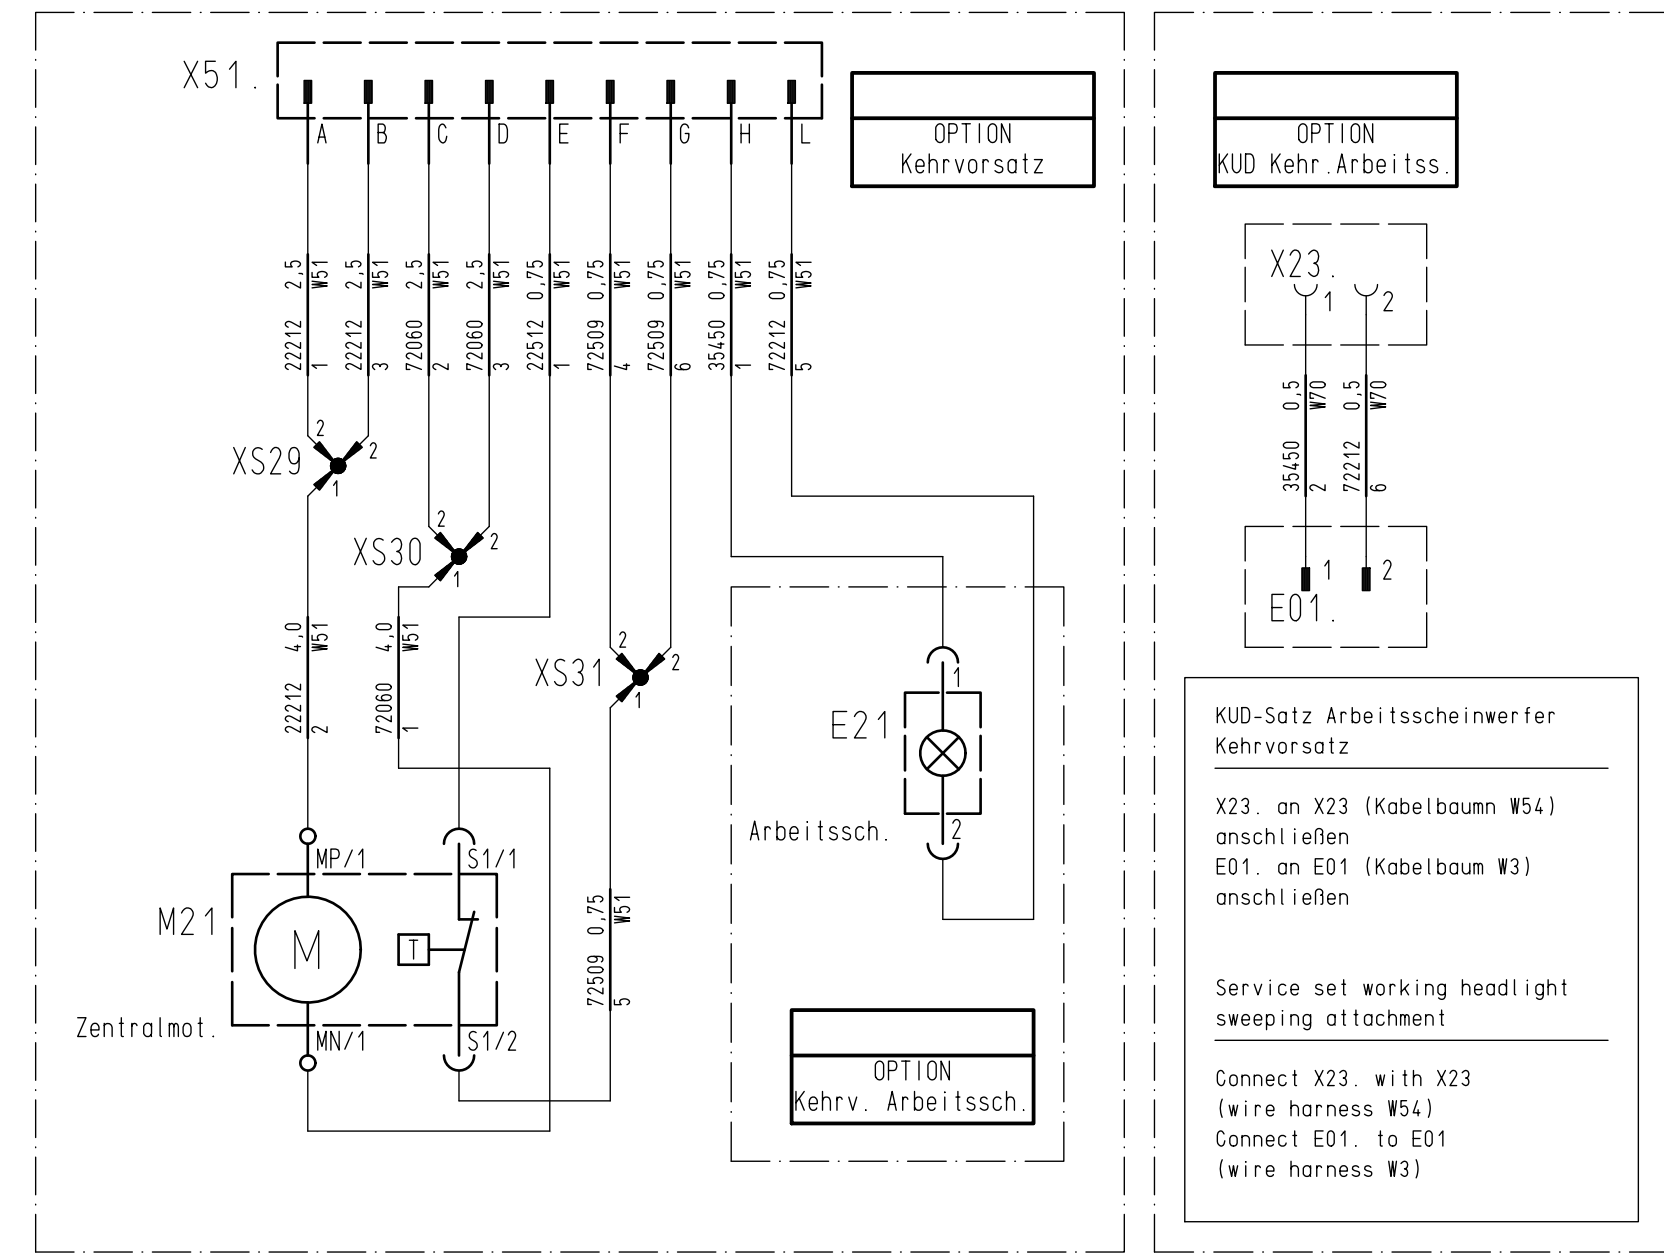 X51.
A B C D E F G H L
OPTION
Kehrvorsatz
22212 2,5 W51 1
22212 2,5 W51 3
72060 2,5 W51 2
72060 2,5 W51 3
22512 0,75 W51 1
72509 0,75 W51 4
72509 0,75 W51 6
35450 0,75 W51 1
72212 0,75 W51 5
XS29
2 2 1
XS30
2 2 1
XS31
2 2 1
22212 4,0 W51 2
72060 4,0 W51 1
72509 0,75 W51 5
MP/1
S1/1
M21
M
T
Zentralmot.
MN/1
S1/2
1
E21
2
Arbeitssch.
OPTION
Kehrv. Arbeitssch.
OPTION
KUD Kehr.Arbeitss.
X23.
1 2
35450 0,5 W70 2
72212 0,5 W70 6
1 2
E01.
KUD-Satz Arbeitsscheinwerfer
Kehrvorsatz
X23. an X23 (Kabelbaumn W54)
anschließen
E01. an E01 (Kabelbaum W3)
anschließen
Service set working headlight
sweeping attachment
Connect X23. with X23
(wire harness W54)
Connect E01. to E01
(wire harness W3)